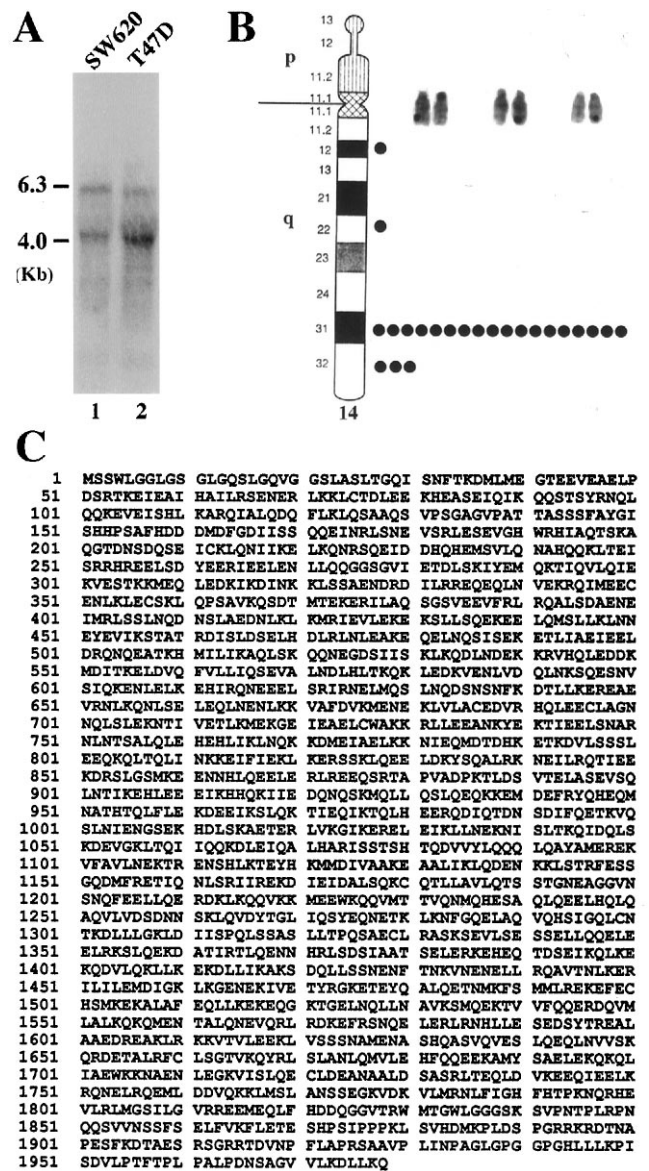 A
SW620
T47D
6.3
4.0
(Kb)
1 2
B
p
q
13
12
11.2
11.1
11.1
11.2
12
13
21
22
23
24
31
32
14
C
1 MSSWLGGLGS GLGQSLGQVG GSLASLTGQI SNFTKDMLME GTEEVEAELP
51 DSRTKEIEAI HAILRSENER LKKLCTDLEE KHEASEIQIK QQSTSYRNQL
101 QQKEVEISHL KARQIALQDQ FLKLQSAAQS VPSGAGVPAT TASSSFAYGI
151 SHHPSAFHDD DMDFGDIISS QQEINRLSNE VSRLESEVGH WRHIAQTSKA
201 QGTDNSDQSE ICKLQNIIKE LKQNRSQEID DHQHEMSVLQ NAHQQKLTEI
251 SRRHREELSD YEERIEELEN LLQQGGSGVI ETDLSKIYEM QKTIQVLQIE
301 KVESTKKMEQ LEDKIKDINK KLSSAENDRD ILRREQEQLN VEKRQIMEEC
351 ENLKLECSKL QPSAVKQSDT MTEKERILAQ SGSVEEVFRL RQALSDAENE
401 IMRLSSLNQD NSLAEDNLKL KMRIEVLEKE KSLLSQEKEE LQMSLLKLNN
451 EYEVIKSTAT RDISLDSELH DLRLNLEAKE QELNQSISEK ETLIAEIEEL
501 DRQNQEATKH MILIKAQLSK QQNEGDSIIS KLKQDLNDEK KRVHQLEDDK
551 MDITKELDVQ FVLLIQSEVA LNDLHLTKQK LEDKVENLVD QLNKSQESNV
601 SIQKENLELK EHIRQNEEEL SRIRNELMQS LNQDSNSNFK DTLLKEREAE
651 VRNLKQNLSE LEQLNENLKK VAFDVKMENE KLVLACEDVR HQLEECLAGN
701 NQLSLEKNTI VETLKMEKGE IEAELCWAKK RLLEEANKYE KTIEELSNAR
751 NLNTSALQLE HEHLIKLNQK KDMEIAELKK NIEQMDTDHK ETKDVLSSSL
801 EEQKQLTQLI NKKEIFIEKL KERSSKLQEE LDKYSQALRK NEILRQTIEE
851 KDRSLGSMKE ENNHLQEELE RLREEQSRTA PVADPKTLDS VTELASEVSQ
901 LNTIKEHLEE EIKHHQKIIE DQNQSKMQLL QSLQEQKKEM DEFRYQHEQM
951 NATHTQLFLE KDEEIKSLQK TIEQIKTQLH EERQDIQTDN SDIFQETKVQ
1001 SLNIENGSEK HDLSKAETER LVKGIKEREL EIKLLNEKNI SLTKQIDQLS
1051 KDEVGKLTQI IQQKDLEIQA LHARISSTSH TQDVVYLQQQ LQAYAMEREK
1101 VFAVLNEKTR ENSHLKTEYH KMMDIVAAKE AALIKLQDEN KKLSTRFESS
1151 GQDMFRETIQ NLSRIIREKD IEIDALSQKC QTLLAVLQTS STGNEAGGVN
1201 SNQFEELLQE RDKLKQQVKK MEEWKQQVMT TVQNMQHESA QLQEELHQLQ
1251 AQVLVDSDNN SKLQVDYTGL IQSYEQNETK LKNFGQELAQ VQHSIGQLCN
1301 TKDLLLGKLD IISPQLSSAS LLTPQSAECL RASKSEVLSE SSELLQQELE
1351 ELRKSLQEKD ATIRTLQENN HRLSDSIAAT SELERKEHEQ TDSEIKQLKE
1401 KQDVLQKLLK EKDLLIKAKS DQLLSSNENF TNKVNENELL RQAVTNLKER
1451 ILILEMDIGK LKGENEKIVE TYRGKETEYQ ALQETNMKFS MMLREKEFEC
1501 HSMKEKALAF EQLLKEKEQG KTGELNQLLN AVKSMQEKTV VFQQERDQVM
1551 LALKQKQMEN TALQNEVQRL RDKEFRSNQE LERLRNHLLE SEDSYTREAL
1601 AAEDREAKLR KKVTVLEEKL VSSSNAMENA SHQASVQVES LQEQLNVVSK
1651 QRDETALRFC LSGTVKQYRL SLANLQMVLE HFQQEEKAMY SAELEKQKQL
1701 IAEWKKNAEN LEGKVISLQE CLDEANAALD SASRLTEQLD VKEEQIEELK
1751 RQNELRQEML DDVQKKLMSL ANSSEGKVDK VLMRNLFIGH FHTPKNQRHE
1801 VLRLMGSILG VRREEMEQLF HDDQGGVTRW MTGWLGGGSK SVPNTPLRPN
1851 QQSVVNSSFS ELFVKFLETE SHPSIPPPKL SVHDMKPLDS PGRRKRDTNA
1901 PESFKDTAES RSGRRTDVNP FLAPRSAAVP LINPAGLGPG GPGHLLLKPI
1951 SDVLPTFTPL PALPDNSAGV VLKDLLKQ